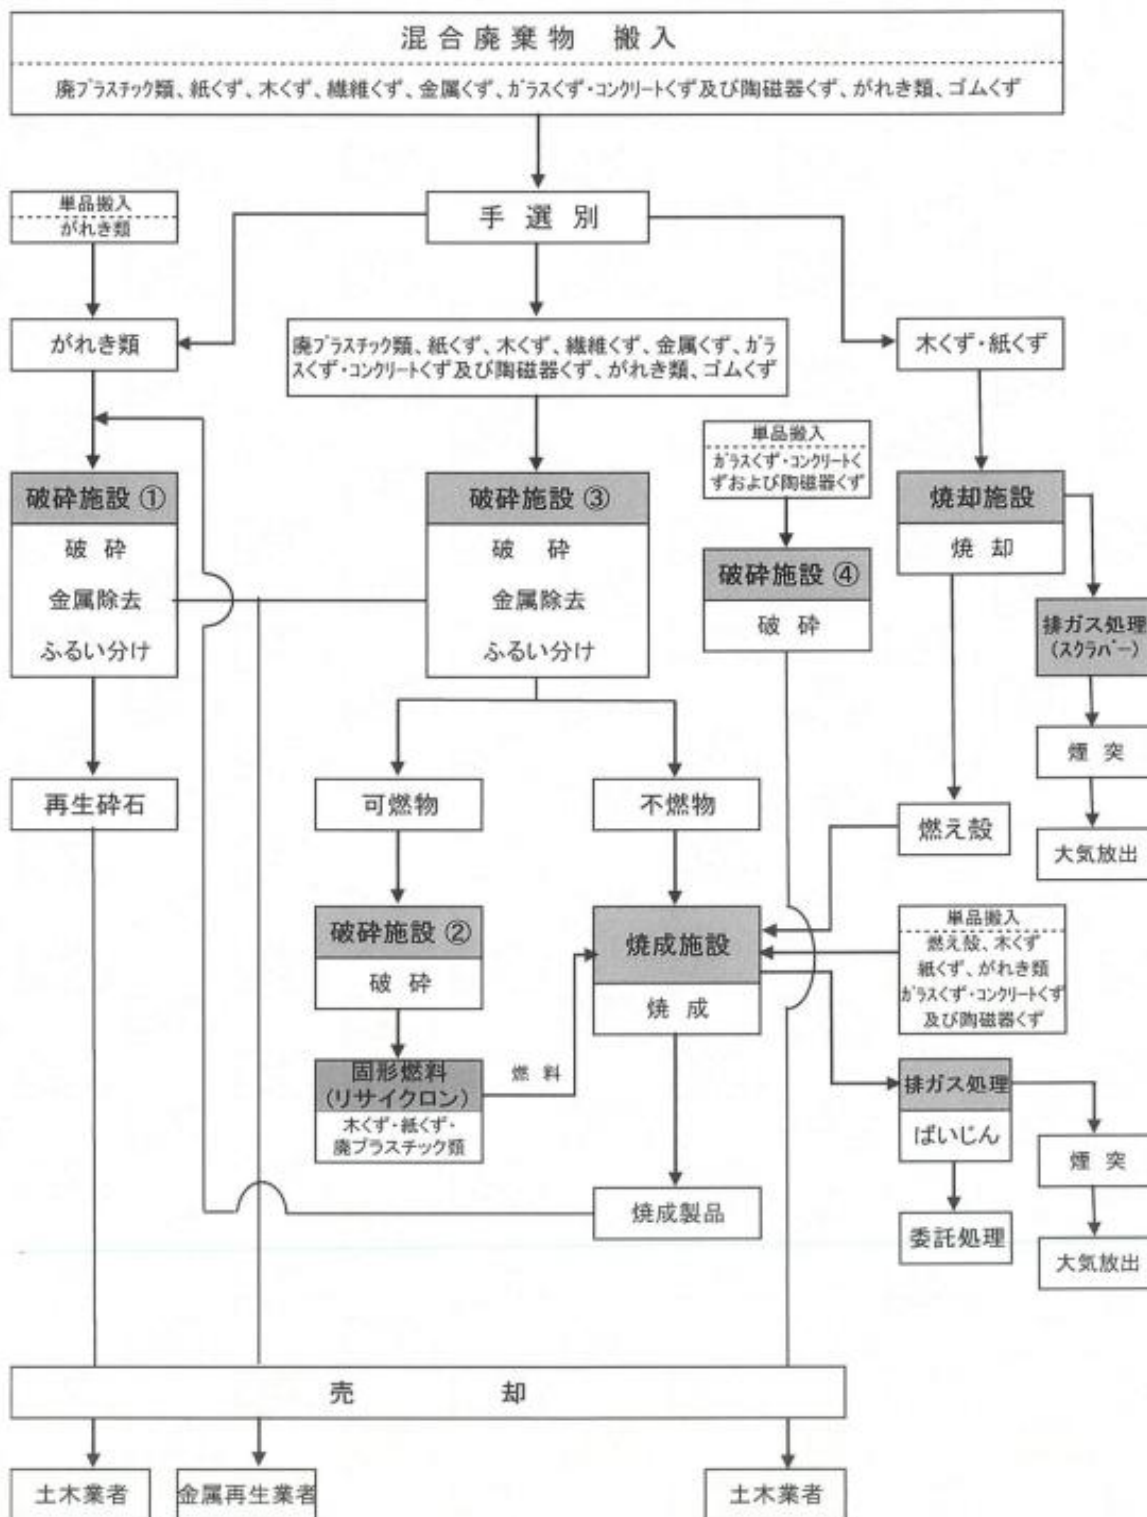 混合廃棄物 搬入
廃プラスチック類、紙くず、木くず、繊維くず、金属くず、ガラスくず・コンクリートくず及び陶磁器くず、がれき類、ゴムくず
単品搬入
がれき類
手選別
がれき類
廃プラスチック類、紙くず、木くず、繊維くず、金属くず、ガラ
スくず・コンクリートくず及び陶磁器くず、がれき類、ゴムくず
木くず・紙くず
単品搬入
ガラスくず・コンクリートく
ずおよび陶磁器くず
破砕施設 ①
破砕
金属除去
ふるい分け
破砕施設 ③
破砕
金属除去
ふるい分け
破砕施設 ④
破砕
焼却施設
焼却
排ガス処理
(スクラバー)
煙突
大気放出
再生砕石
可燃物
不燃物
燃え殻
破砕施設 ②
破砕
焼成施設
焼成
単品搬入
燃え殻、木くず
紙くず、がれき類
ガラスくず・コンクリートくず
及び陶磁器くず
固形燃料
(リサイクロン)
木くず・紙くず・
廃プラスチック類
燃料
排ガス処理
ばいじん
煙突
焼成製品
委託処理
大気放出
売却
土木業者
金属再生業者
土木業者